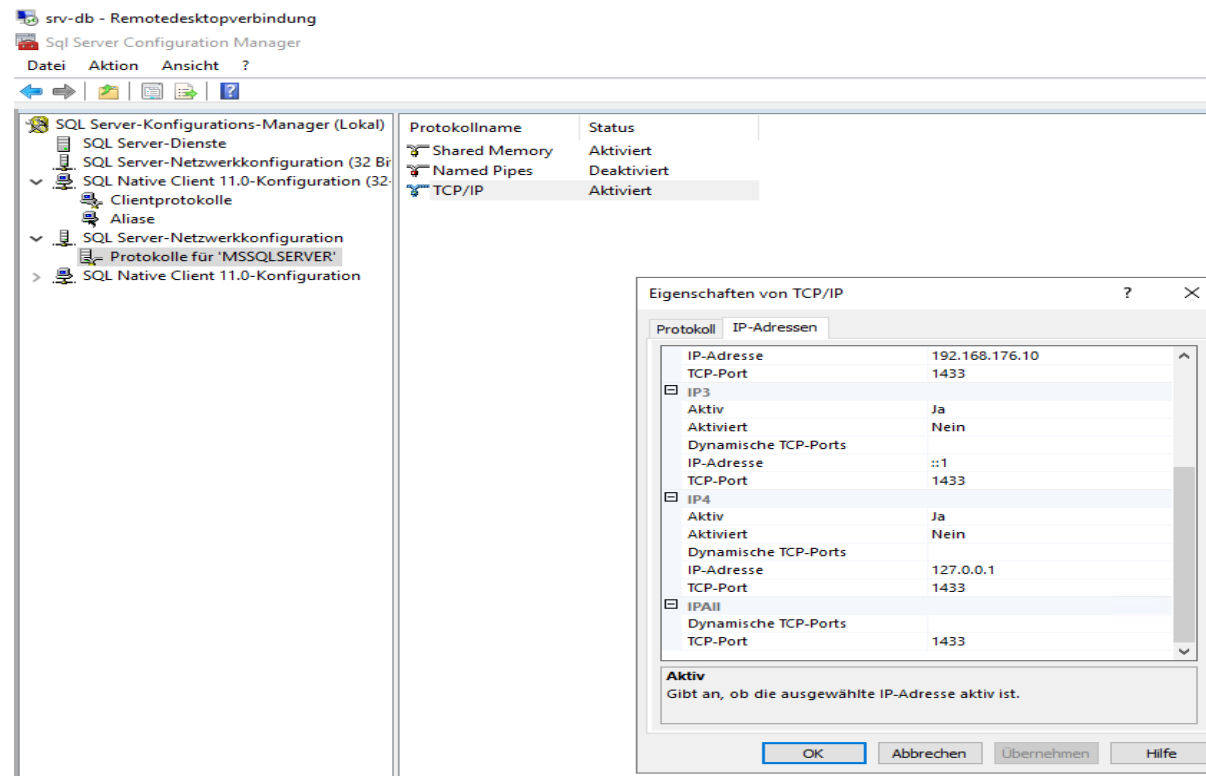 srv-db - Remotedesktopverbindung
Sql Server Configuration Manager
Datei Aktion Ansicht ?
SQL Server-Konfigurations-Manager (Lokal)
SQL Server-Dienste
SQL Server-Netzwerkkonfiguration (32 Bi
SQL Native Client 11.0-Konfiguration (32-
Clientprotokolle
Aliase
SQL Server-Netzwerkkonfiguration
Protokolle für 'MSSQLSERVER'
SQL Native Client 11.0-Konfiguration
Protokollname Status
Shared Memory Aktiviert
Named Pipes Deaktiviert
TCP/IP Aktiviert
Eigenschaften von TCP/IP ?
Protokoll IP-Adressen
IP-Adresse 192.168.176.10
TCP-Port 1433
IP3
Aktiv Ja
Aktiviert Nein
Dynamische TCP-Ports
IP-Adresse ::1
TCP-Port 1433
IP4
Aktiv Ja
Aktiviert Nein
Dynamische TCP-Ports
IP-Adresse 127.0.0.1
TCP-Port 1433
IPAll
Dynamische TCP-Ports
TCP-Port 1433
Aktiv
Gibt an, ob die ausgewählte IP-Adresse aktiv ist.
OK Abbrechen Übernehmen Hilfe